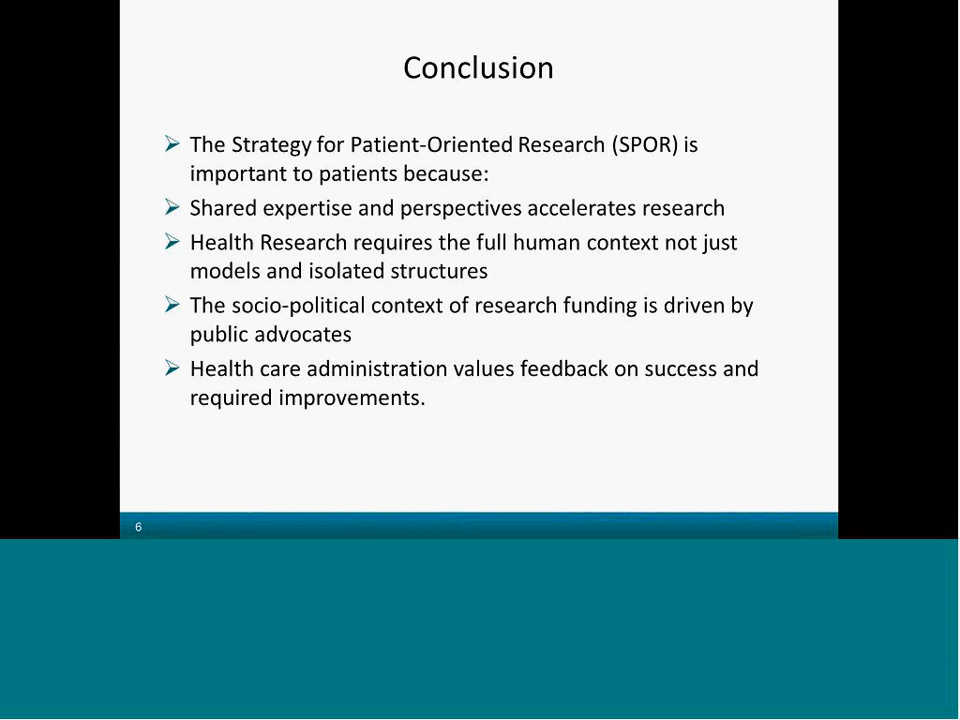 Conclusion
➢ The Strategy for Patient-Oriented Research (SPOR) is
important to patients because:
➢ Shared expertise and perspectives accelerates research
➢ Health Research requires the full human context not just
models and isolated structures
➢ The socio-political context of research funding is driven by
public advocates
➢ Health care administration values feedback on success and
required improvements.
6